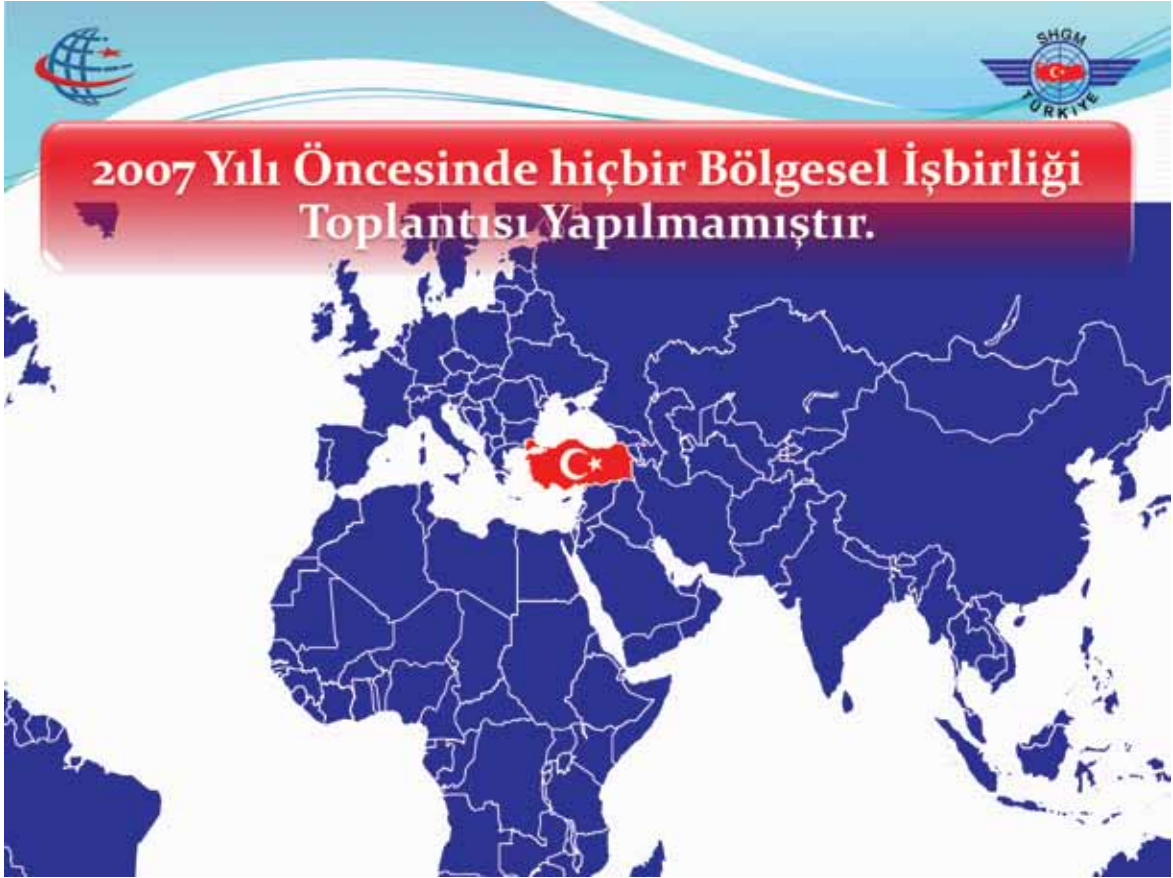 SHGM
TÜRKİYE
2007 Yılı Öncesinde hiçbir Bölgesel İşbirliği
Toplantısı Yapılmamıştır.